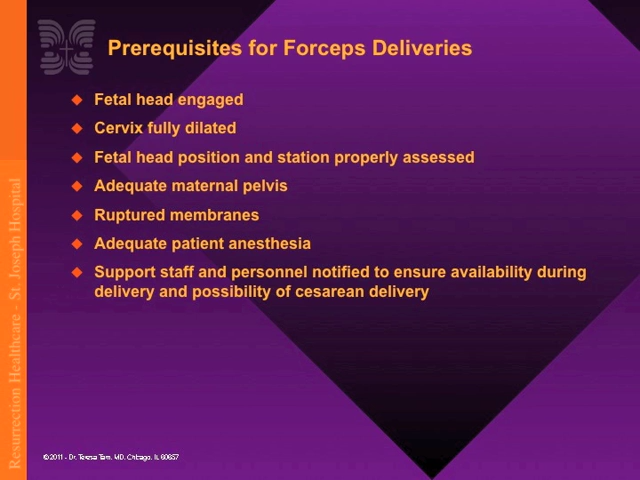 Prerequisites for Forceps Deliveries
Fetal head engaged
Cervix fully dilated
Fetal head position and station properly assessed
Adequate maternal pelvis
Ruptured membranes
Adequate patient anesthesia
Support staff and personnel notified to ensure availability during
delivery and possibility of cesarean delivery
Resurrection Healthcare - St. Joseph Hospital
© 2011 - Dr. Teresa Tam, MD, Chicago, IL 60657